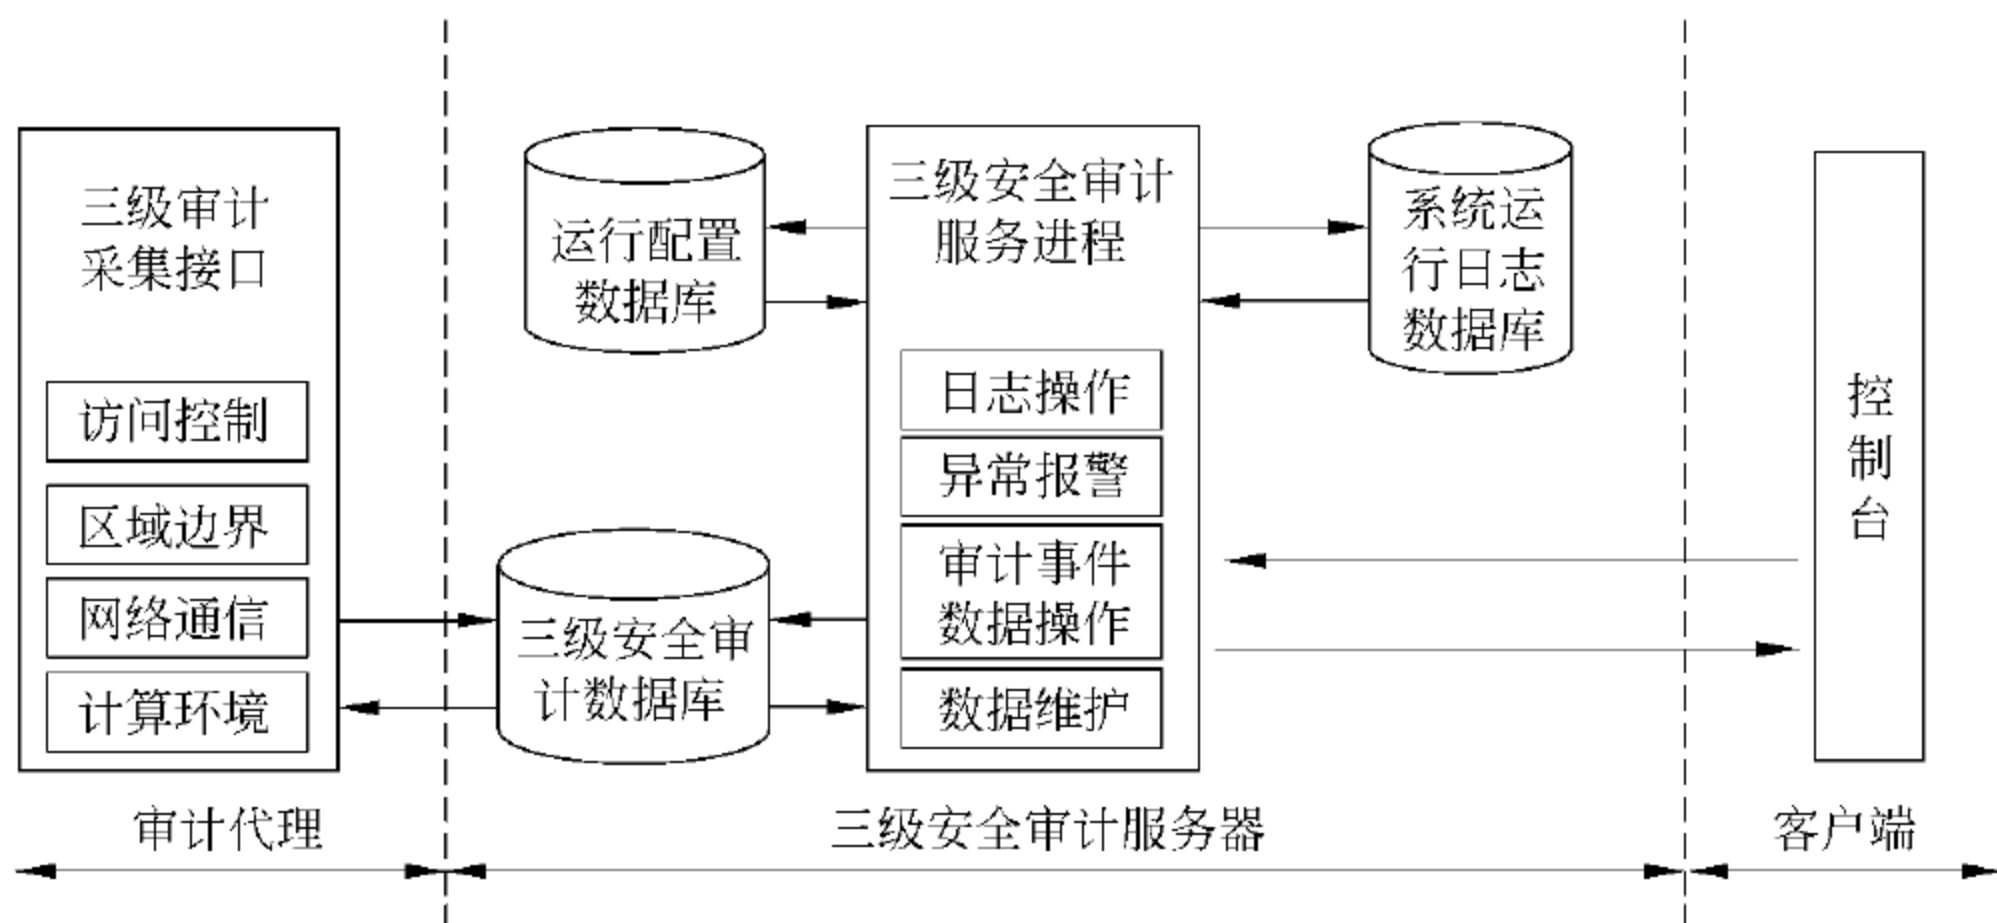 三级审计
采集接口
访问控制
区域边界
网络通信
计算环境
审计代理
运行配置
数据库
三级安全审
计数据库
三级安全审计
服务进程
日志操作
异常报警
审计事件
数据操作
数据维护
系统运
行日志
数据库
三级安全审计服务器
控
制
台
客户端